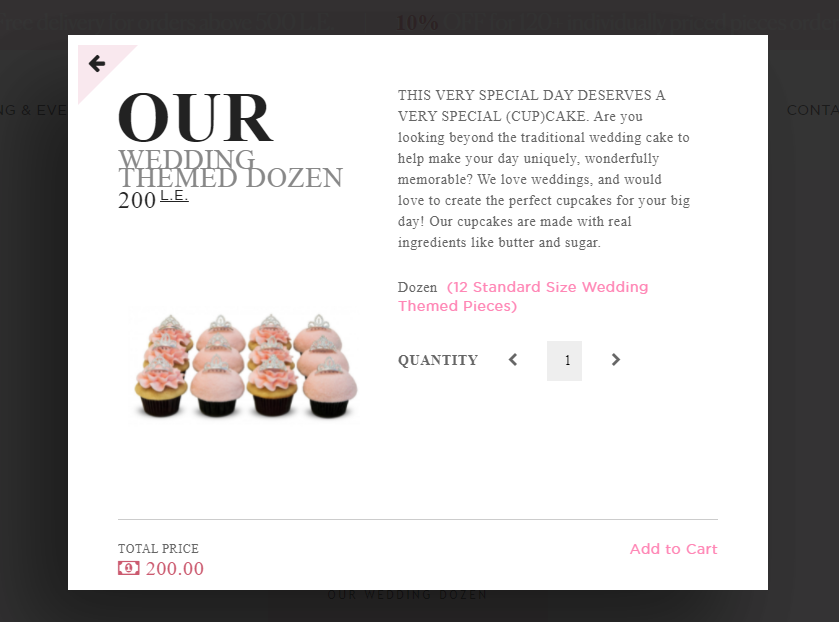 10%
NG & EVE
CONTA
OUR
WEDDING
THEMED DOZEN
200 L.E.
THIS VERY SPECIAL DAY DESERVES A
VERY SPECIAL (CUP)CAKE. Are you
looking beyond the traditional wedding cake to
help make your day uniquely, wonderfully
memorable? We love weddings, and would
love to create the perfect cupcakes for your big
day! Our cupcakes are made with real
ingredients like butter and sugar.
Dozen (12 Standard Size Wedding
Themed Pieces)
QUANTITY 1
TOTAL PRICE
200.00
Add to Cart
OUR WEDDING DOZEN